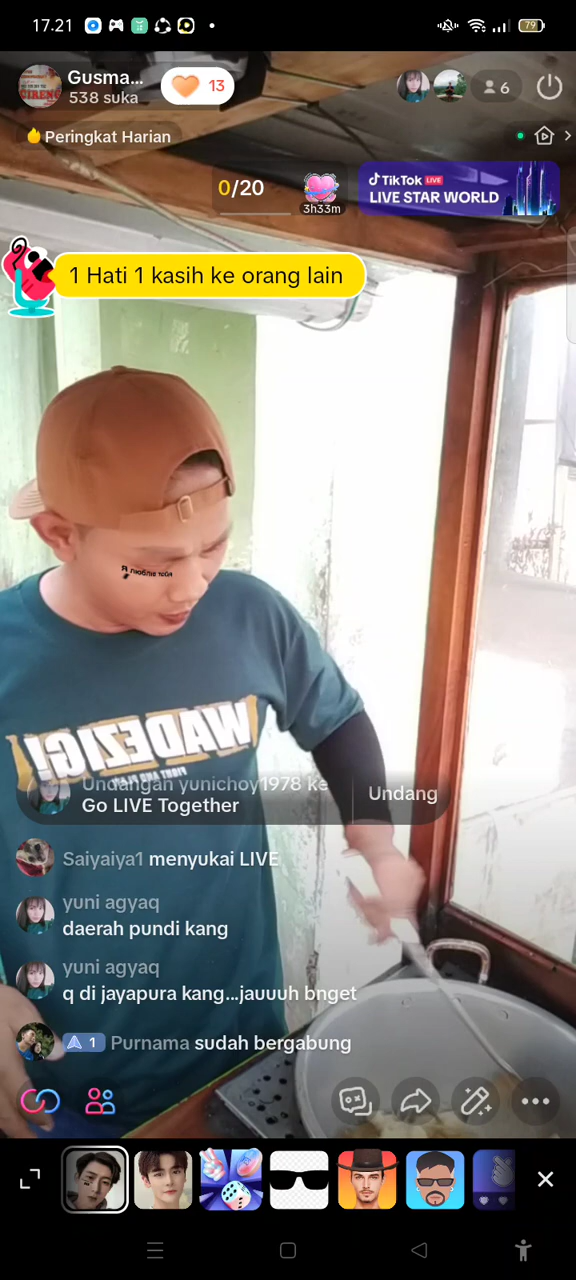 17.21
79
Gusma...
538 suka
13
6
Peringkat Harian
0/20
3h33m
TikTok LIVE
LIVE STAR WORLD
1 Hati 1 kasih ke orang lain
WADEZIG!
Undangan yunichoy1978 ke
Go LIVE Together
Undang
Saiyaiya1 menyukai LIVE
yuni agyaq
daerah pundi kang
yuni agyaq
q di jayapura kang...jauuuh bnget
1 Purnama sudah bergabung